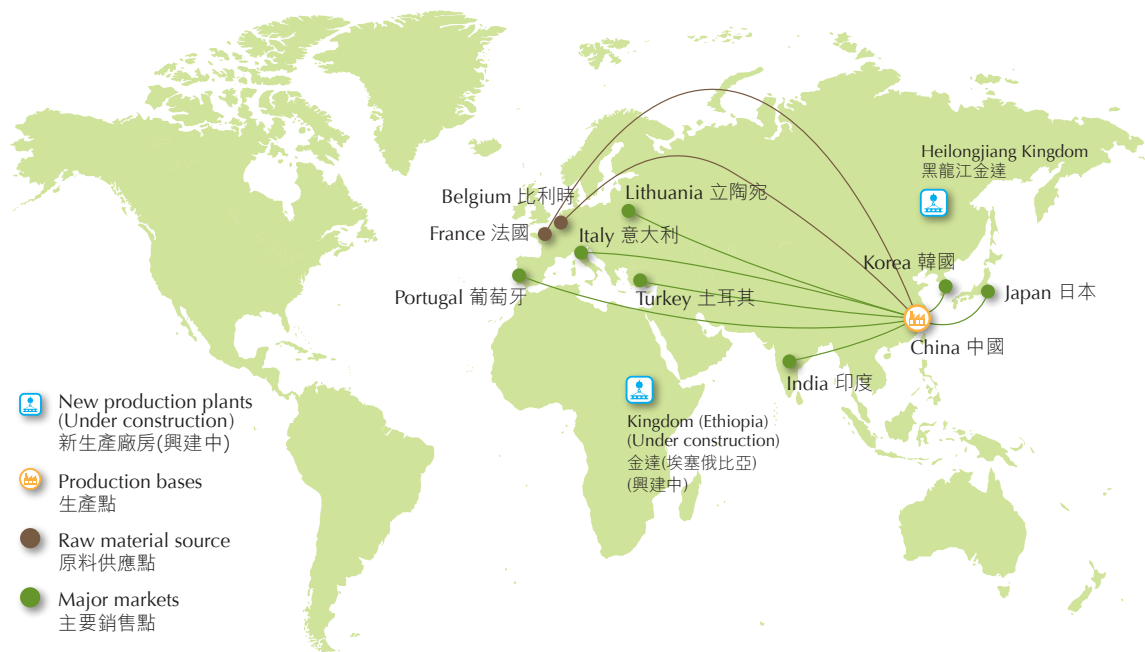 Heilongjiang Kingdom
黑龍江金達
Belgium 比利時
Lithuania 立陶宛
France 法國
Italy 意大利
Korea 韓國
Portugal 葡萄牙
Turkey 土耳其
Japan 日本
China 中國
India 印度
Kingdom (Ethiopia)
(Under construction)
金達(埃塞俄比亞)
(興建中)
New production plants
(Under construction)
新生產廠房(興建中)
Production bases
生產點
Raw material source
原料供應點
Major markets
主要銷售點